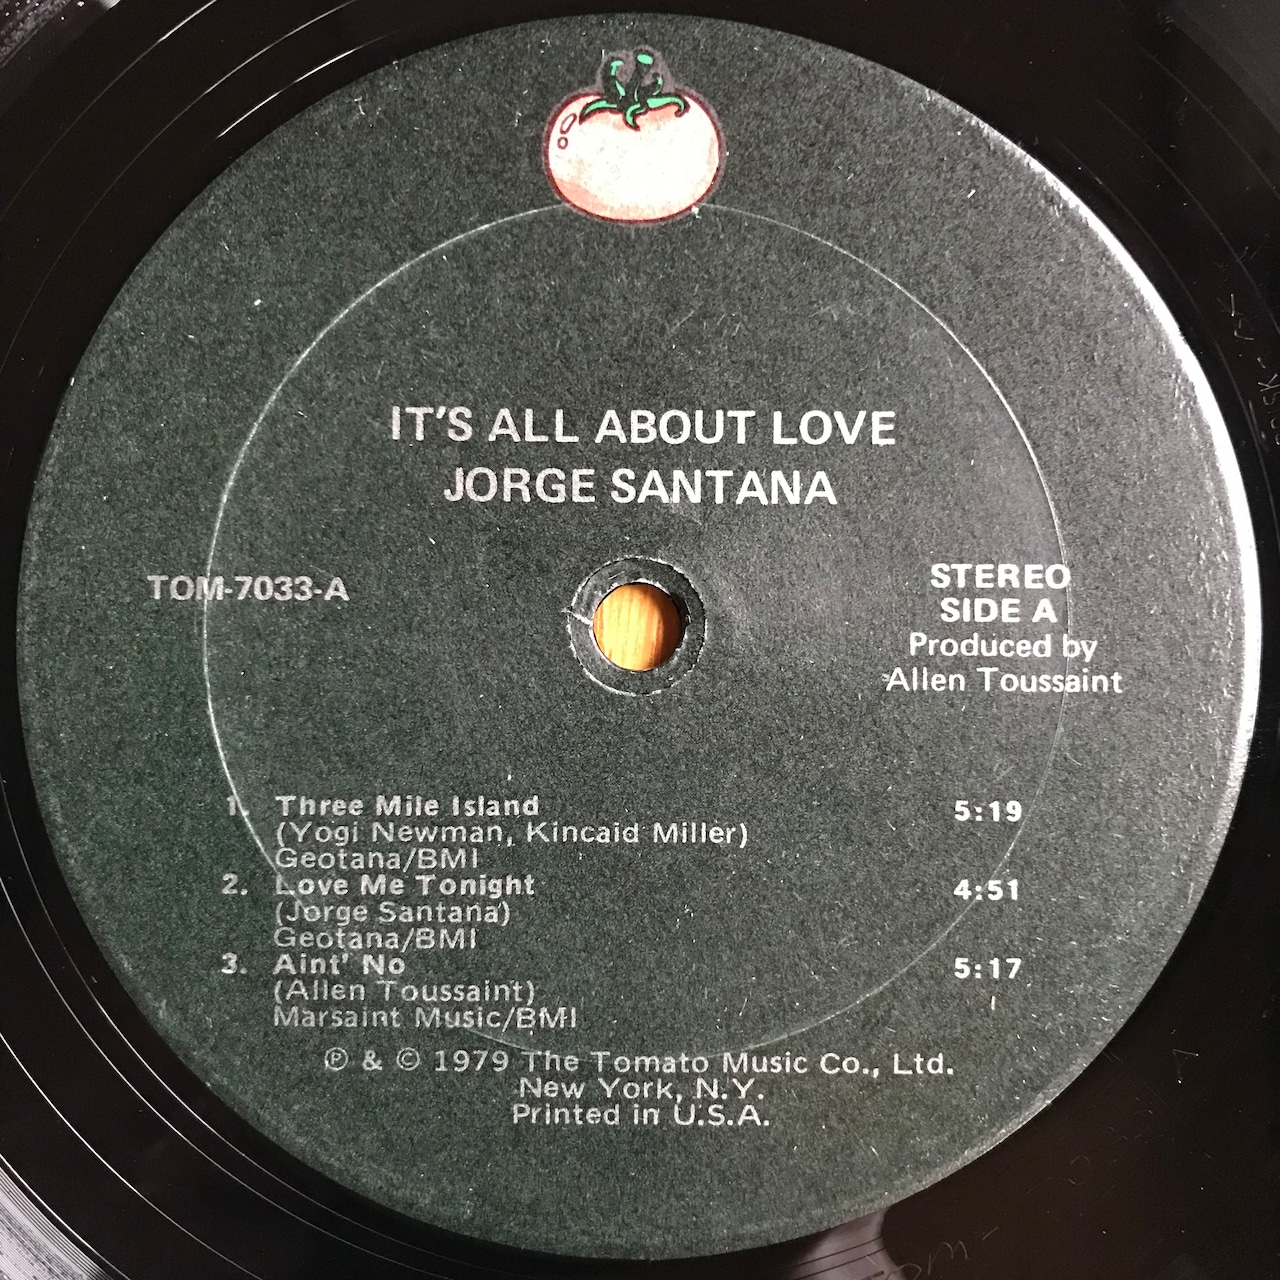 IT'S ALL ABOUT LOVE
JORGE SANTANA
TOM-7033-A
STEREO
SIDE A
Produced by
Allen Toussaint
1. Three Mile Island 5:19
(Yogi Newman, Kincaid Miller)
Geotana/BMI
2. Love Me Tonight 4:51
(Jorge Santana)
Geotana/BMI
3. Aint' No 5:17
(Allen Toussaint)
Marsaint Music/BMI
℗ & © 1979 The Tomato Music Co., Ltd.
New York, N.Y.
Printed in U.S.A.